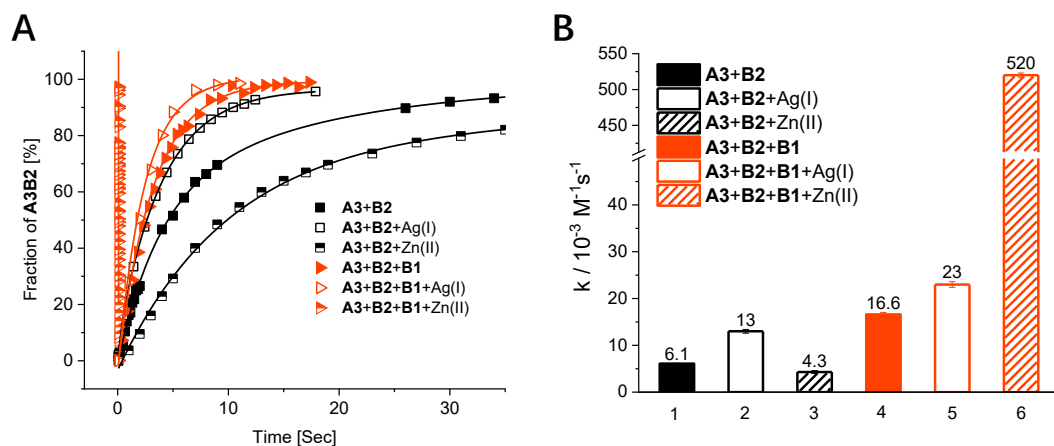 A
Fraction of A3B2 [%]
100
80
60
40
20
0
A3+B2
A3+B2+Ag(I)
A3+B2+Zn(II)
A3+B2+B1
A3+B2+B1+Ag(I)
A3+B2+B1+Zn(II)
0 10 20 30
Time [Sec]
B
k / 10⁻³ M⁻¹s⁻¹
550
500
450
40
30
20
10
0
A3+B2
A3+B2+Ag(I)
A3+B2+Zn(II)
A3+B2+B1
A3+B2+B1+Ag(I)
A3+B2+B1+Zn(II)
6.1
13
4.3
16.6
23
520
1 2 3 4 5 6